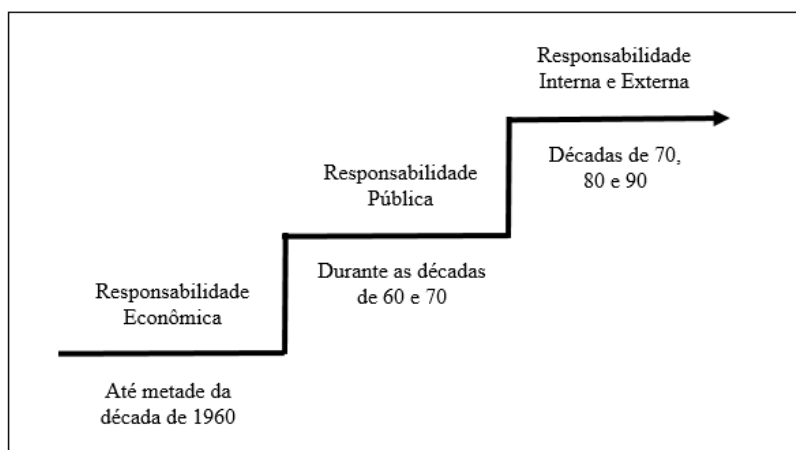 Responsabilidade
Interna e Externa
Décadas de 70,
80 e 90
Responsabilidade
Pública
Durante as décadas
de 60 e 70
Responsabilidade
Econômica
Até metade da
década de 1960